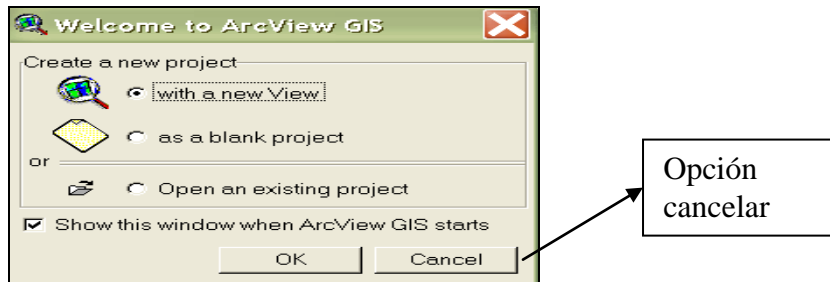 Welcome to ArcView GIS
Create a new project
with a new View
as a blank project
or
Open an existing project
Show this window when ArcView GIS starts
OK
Cancel
Opción
cancelar